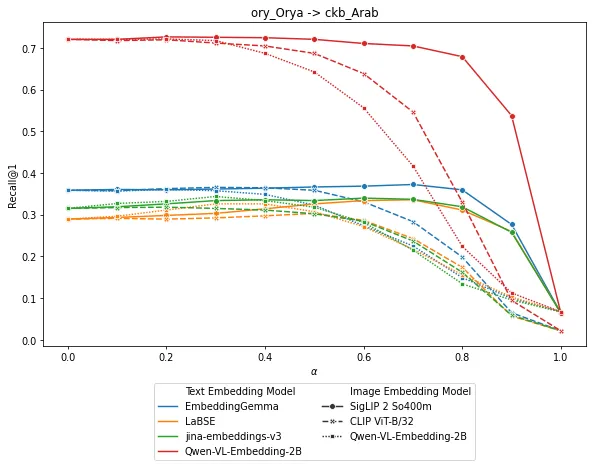 ory_Orya -> ckb_Arab
Recall@1
0.7
0.6
0.5
0.4
0.3
0.2
0.1
0.0
0.0 0.2 0.4 0.6 0.8 1.0
α
Text Embedding Model Image Embedding Model
EmbeddingGemma SigLIP 2 So400m
LaBSE CLIP ViT-B/32
jina-embeddings-v3 Qwen-VL-Embedding-2B
Qwen-VL-Embedding-2B